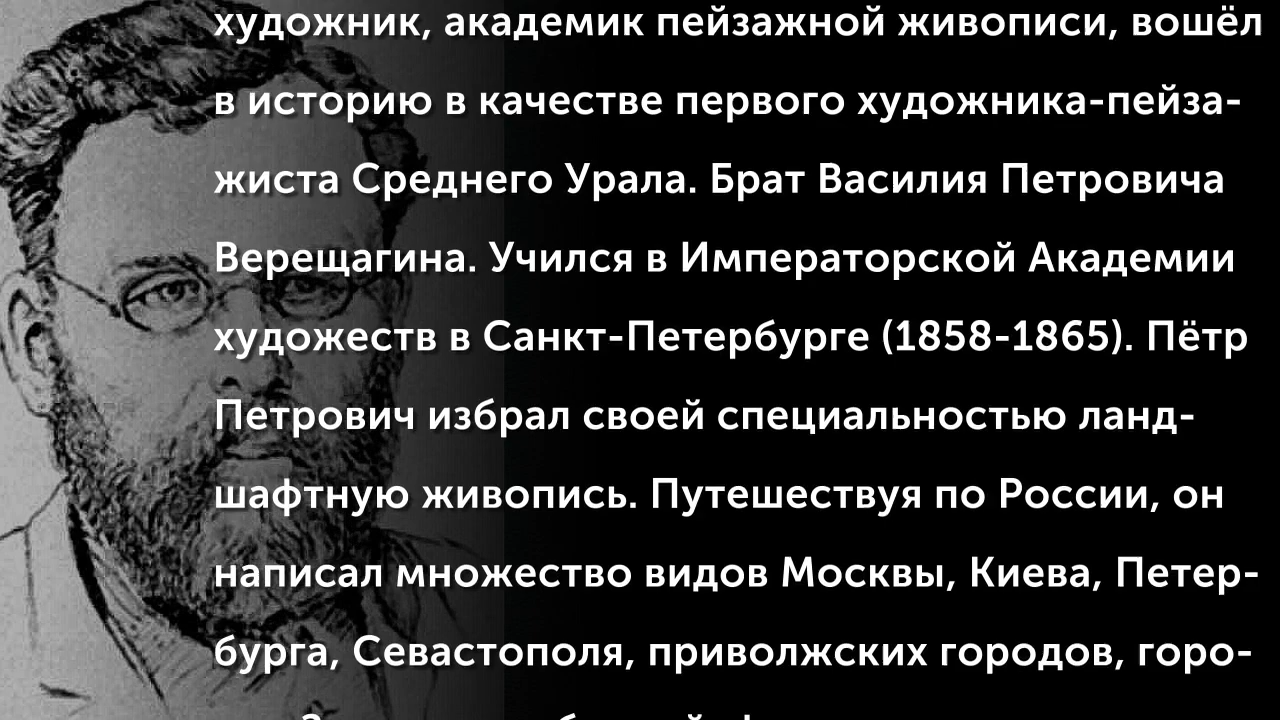 художник, академик пейзажной живописи, вошёл
в историю в качестве первого художника-пейза-
жиста Среднего Урала. Брат Василия Петровича
Верещагина. Учился в Императорской Академии
художеств в Санкт-Петербурге (1858-1865). Пётр
Петрович избрал своей специальностью ланд-
шафтную живопись. Путешествуя по России, он
написал множество видов Москвы, Киева, Петер-
бурга, Севастополя, приволжских городов, горо-